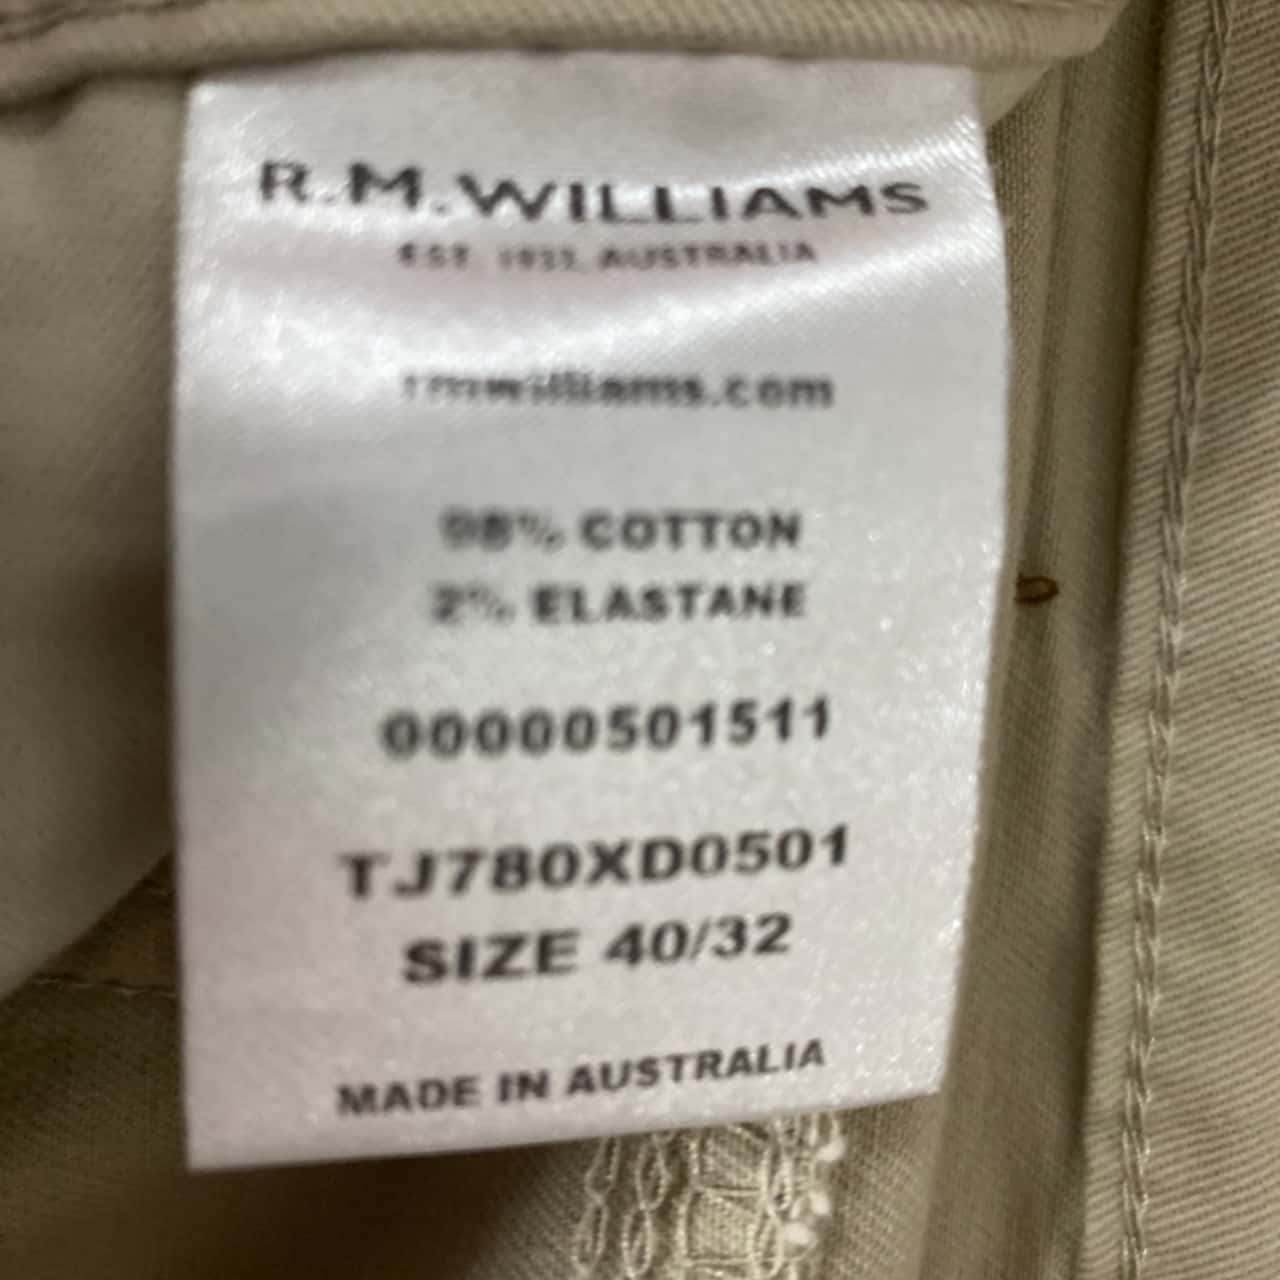 R.M.WILLIAMS
EST. 1932, AUSTRALIA
rmwilliams.com
98% COTTON
2% ELASTANE
00000501511
TJ780XD0501
SIZE 40/32
MADE IN AUSTRALIA